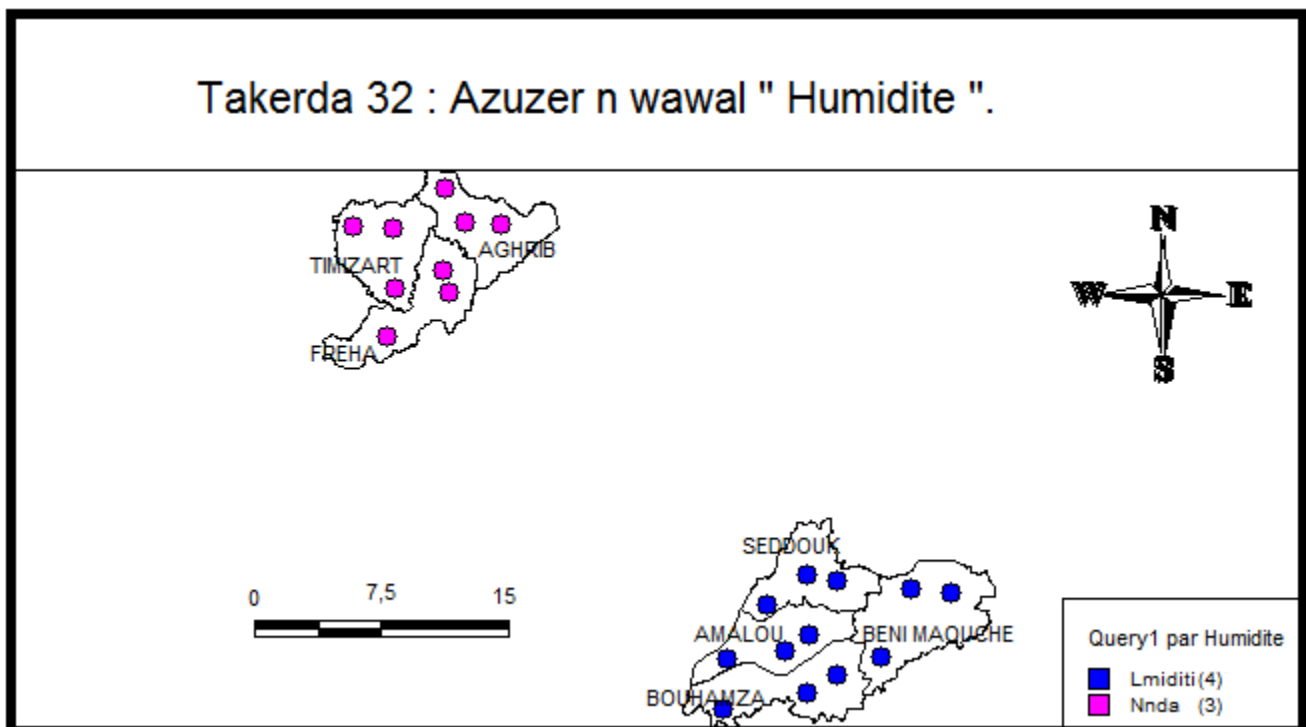 Takerda 32 : Azuzer n wawal " Humidite ".
N
AGHRIB
TIMIZART
W E
FREHA
S
SEDDOUK
0 7,5 15
AMALOU BENI MAOUCHE
Query1 par Humidite
Lmiditi (4)
BOUHAMZA
Nnda (3)